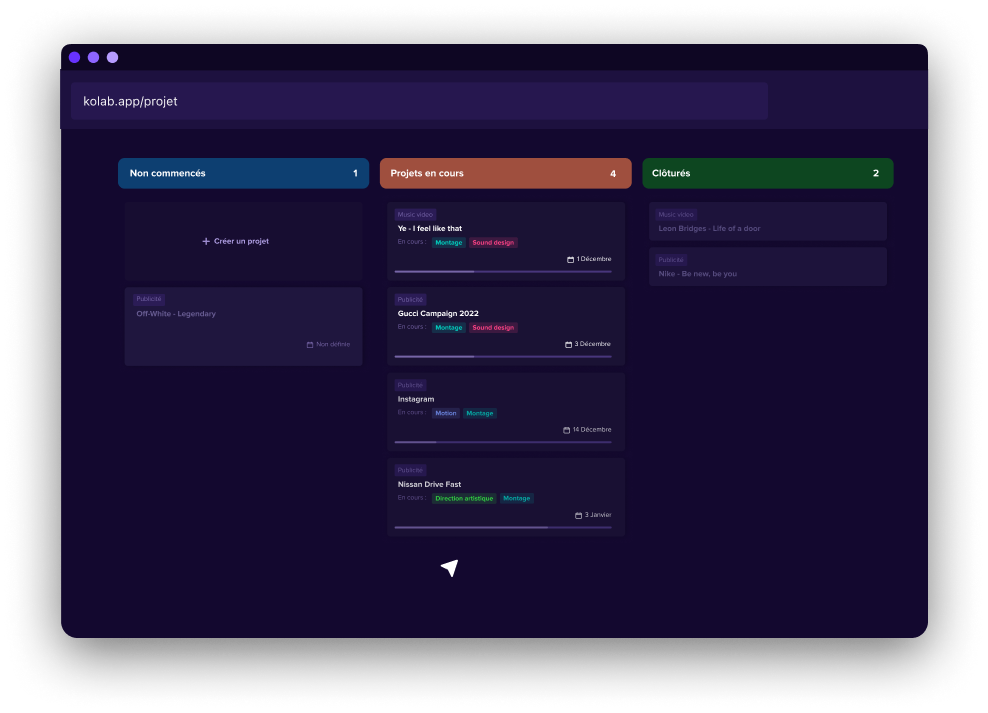 kolab.app/projet
Non commencés 1
Créer un projet
Publicité
Off-White - Legendary
Non définie
Projets en cours 4
Music video
Ye - I feel like that
En cours : Montage Sound design
1 Décembre
Publicité
Gucci Campaign 2022
En cours : Montage Sound design
3 Décembre
Publicité
Instagram
En cours : Motion Montage
14 Décembre
Publicité
Nissan Drive Fast
En cours : Direction artistique Montage
3 Janvier
Clôturés 2
Music video
Leon Bridges - Life of a door
Publicité
Nike - Be new, be you